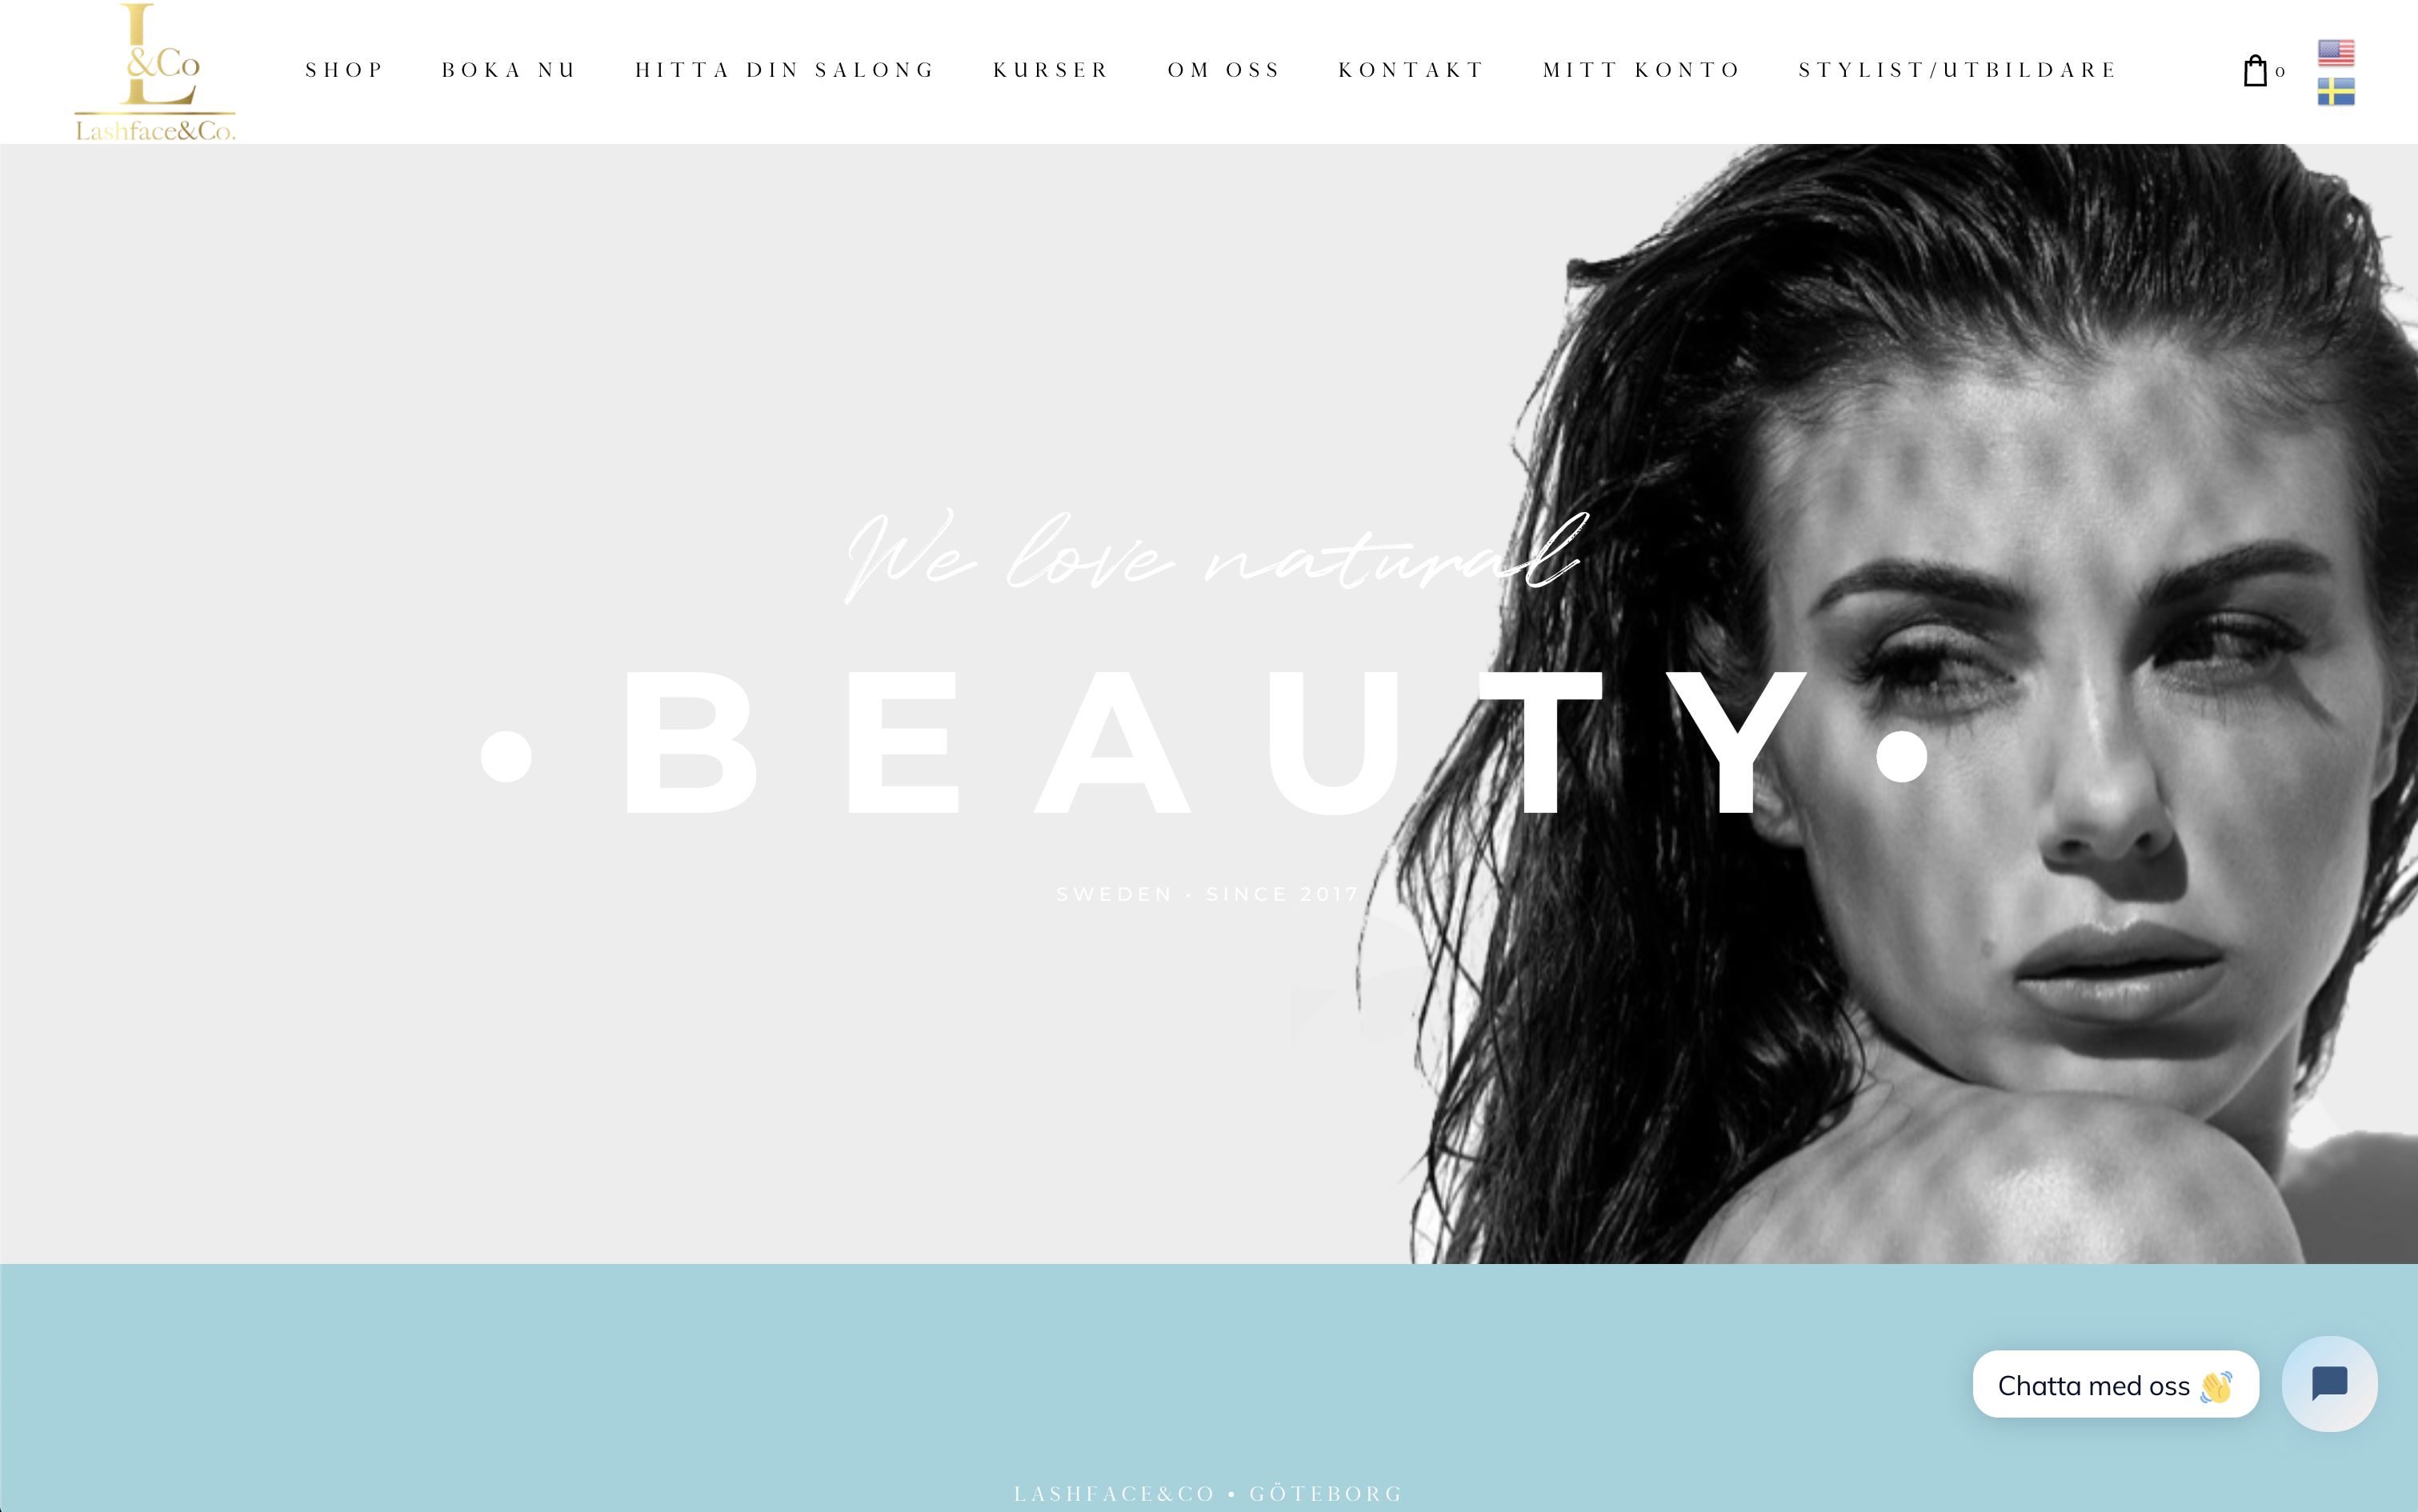 L
&Co
L
Lashface&Co.
SHOP
BOKA NU
HITTA DIN SALONG
KURSER
OM OSS
KONTAKT
MITT KONTO
STYLIST/UTBILDARE
0
We love natural
• BEAUTY •
SWEDEN • SINCE 2017
Chatta med oss 👋
LASHFACE&CO • GÖTEBORG